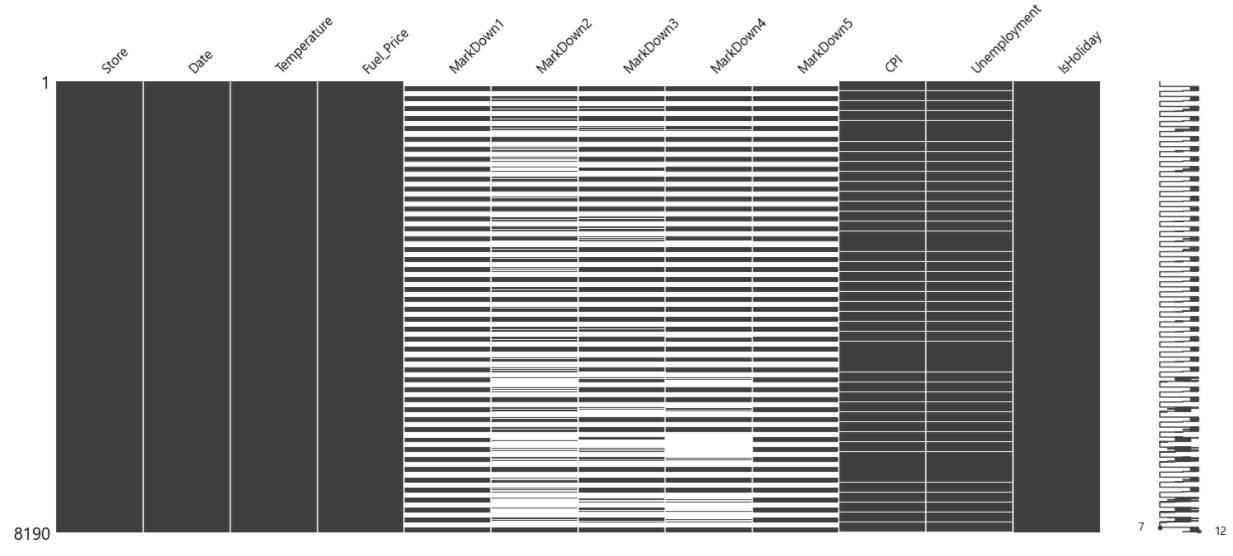 Store
Date
Temperature
Fuel_Price
MarkDown1
MarkDown2
MarkDown3
MarkDown4
MarkDown5
CPI
Unemployment
IsHoliday
1
8190
7
12